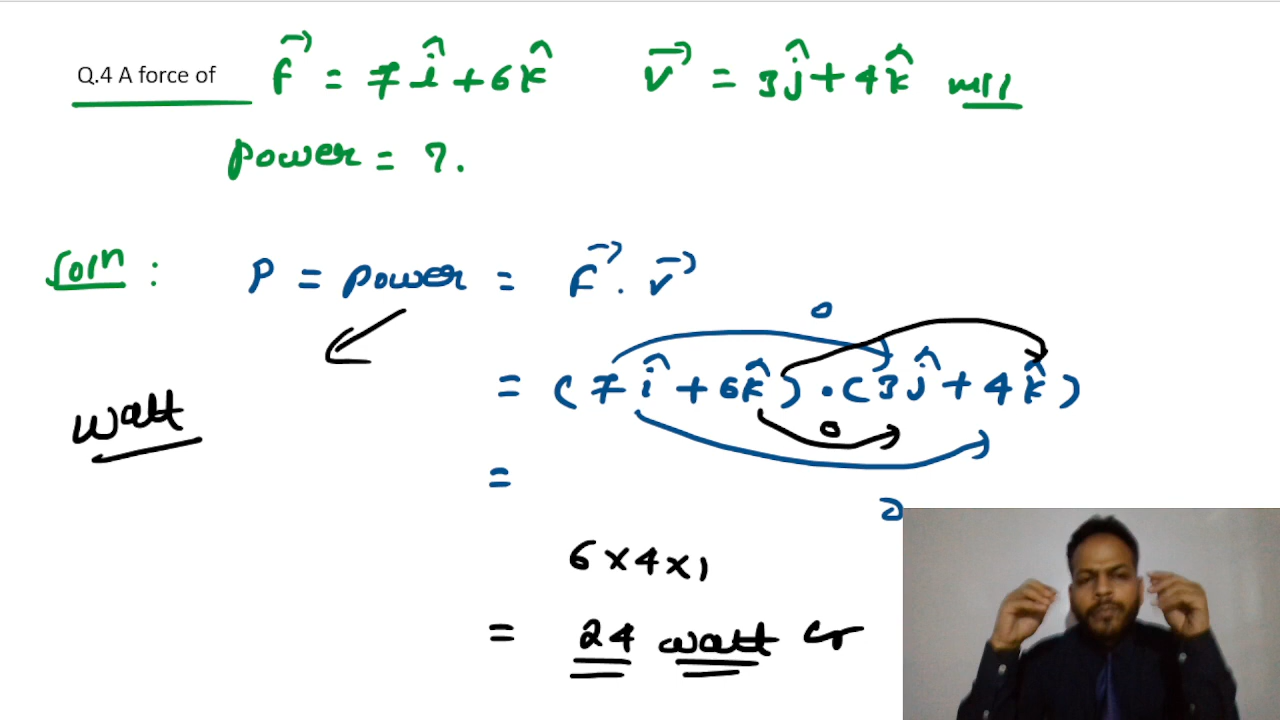 Q.4 A force of F⃗ = 7î + 6k̂ v⃗ = 3ĵ + 4k̂ m/s
Power = ?.
Soln : P = Power = F⃗ . v⃗
0
= (7î + 6k̂) . (3ĵ + 4k̂)
Watt
0
=
0
6 x 4 x 1
= 24 watt